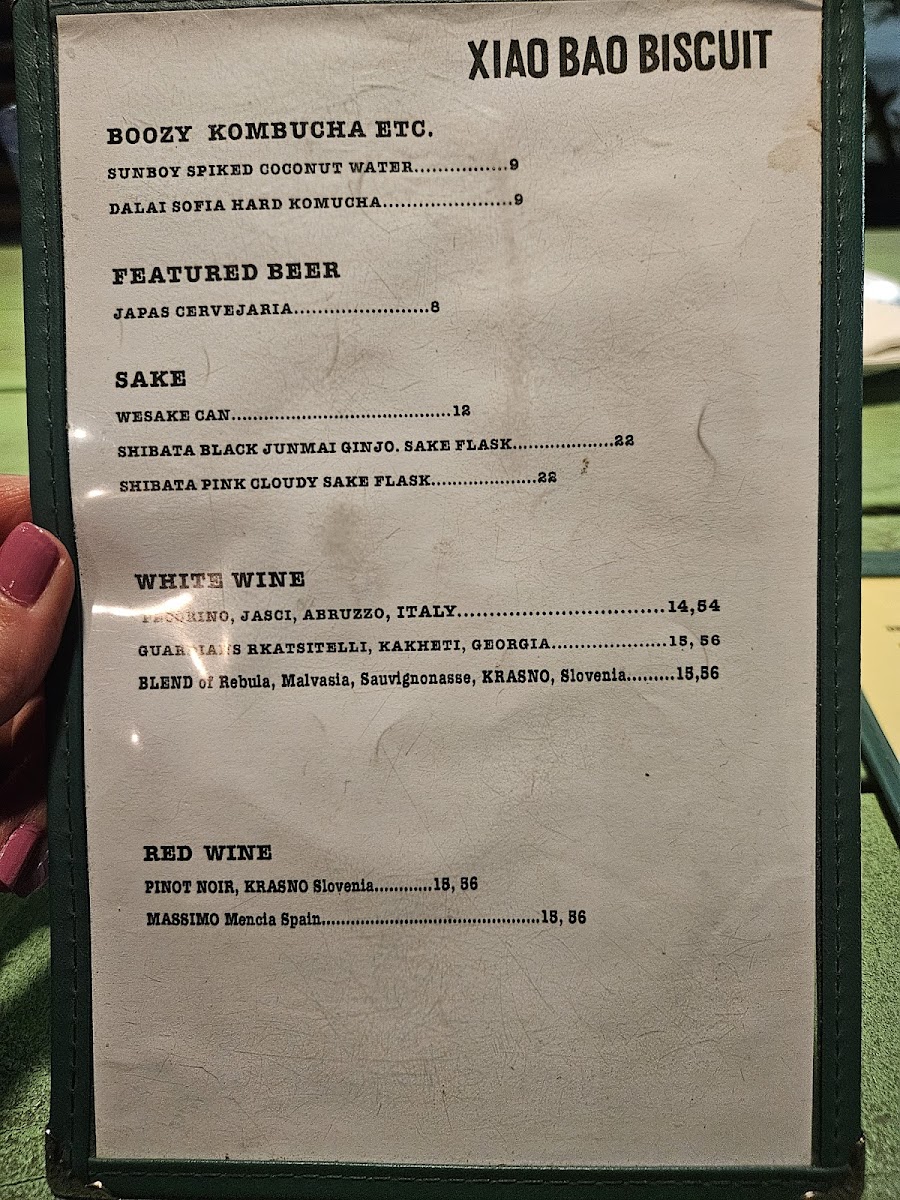 XIAO BAO BISCUIT
BOOZY KOMBUCHA ETC.
SUNBOY SPIKED COCONUT WATER................9
DALAI SOFIA HARD KOMUCHA......................9
FEATURED BEER
JAPAS CERVEJARIA.......................8
SAKE
WESAKE CAN.........................................12
SHIBATA BLACK JUNMAI GINJO. SAKE FLASK...................22
SHIBATA PINK CLOUDY SAKE FLASK....................22
WHITE WINE
PECORINO, JASCI, ABRUZZO, ITALY................................14,54
GUARDIANS RKATSITELLI, KAKHETI, GEORGIA....................15, 56
BLEND of Rebula, Malvasia, Sauvignonasse, KRASNO, Slovenia.........15,56
RED WINE
PINOT NOIR, KRASNO Slovenia............15, 56
MASSIMO Mencia Spain.............................................15, 56